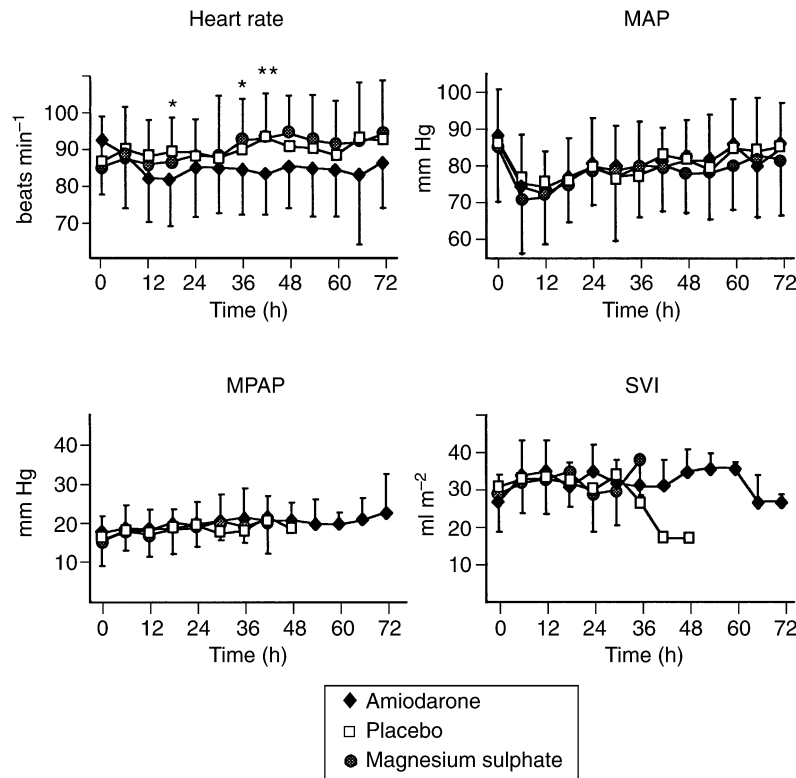 Heart rate
MAP
beats min⁻¹
100
90
80
70
*
*
**
0 12 24 36 48 60 72
Time (h)
mm Hg
100
90
80
70
60
0 12 24 36 48 60 72
Time (h)
MPAP
SVI
mm Hg
40
30
20
10
0 12 24 36 48 60 72
Time (h)
ml m⁻²
40
30
20
10
0 12 24 36 48 60 72
Time (h)
Amiodarone
Placebo
Magnesium sulphate